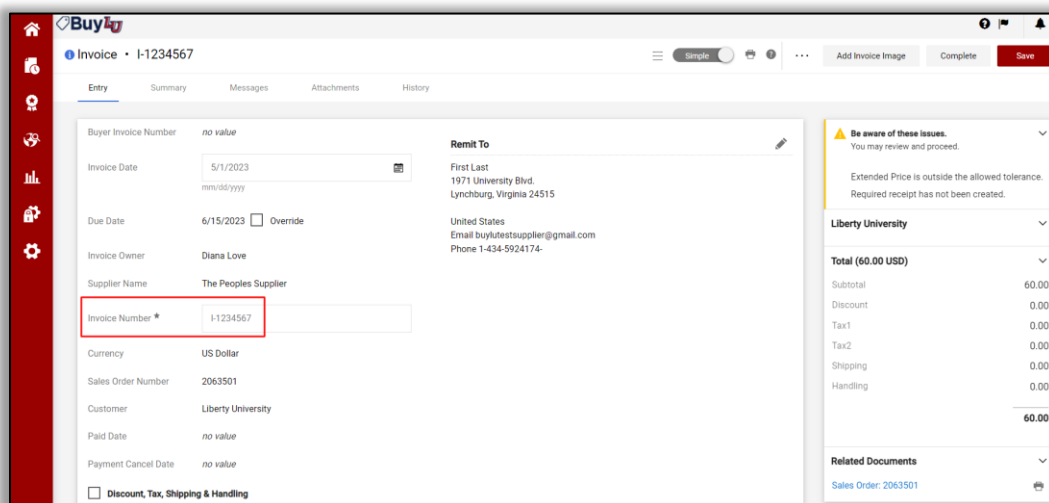 BuyLU
Invoice • I-1234567
Simple
...
Add Invoice Image
Complete
Save
Entry
Summary
Messages
Attachments
History
Buyer Invoice Number no value
Invoice Date 5/1/2023
mm/dd/yyyy
Due Date 6/15/2023 Override
Invoice Owner Diana Love
Supplier Name The Peoples Supplier
Invoice Number * I-1234567
Currency US Dollar
Sales Order Number 2063501
Customer Liberty University
Paid Date no value
Payment Cancel Date no value
Discount, Tax, Shipping & Handling
Remit To
First Last
1971 University Blvd.
Lynchburg, Virginia 24515
United States
Email buylutestsupplier@gmail.com
Phone 1-434-5924174-
Be aware of these issues.
You may review and proceed.
Extended Price is outside the allowed tolerance.
Required receipt has not been created.
Liberty University
Total (60.00 USD)
Subtotal 60.00
Discount 0.00
Tax1 0.00
Tax2 0.00
Shipping 0.00
Handling 0.00
60.00
Related Documents
Sales Order: 2063501